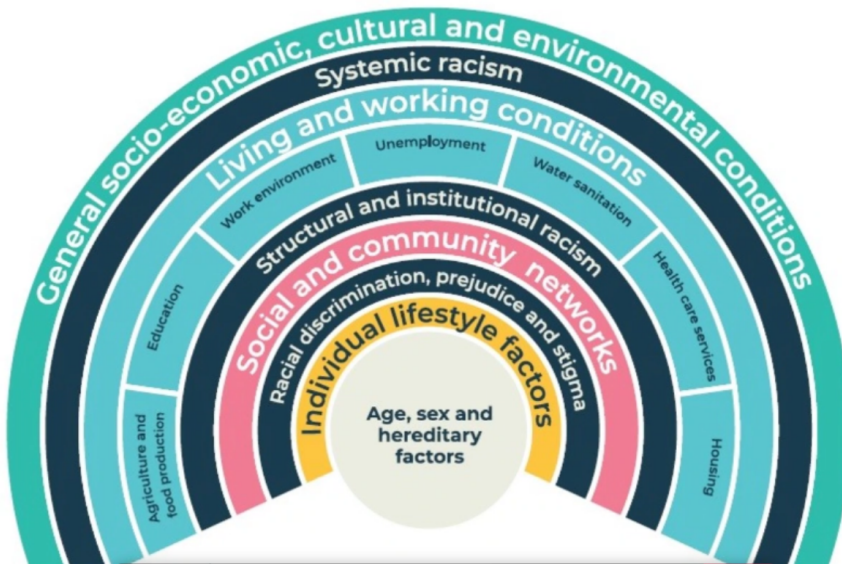 General socio-economic, cultural and environmental conditions
Systemic racism
Living and working conditions
Agriculture and
food production
Education
Work environment
Unemployment
Water sanitation
Health care services
Housing
Structural and institutional racism
Social and community networks
Racial discrimination, prejudice and stigma
Individual lifestyle factors
Age, sex and
hereditary
factors